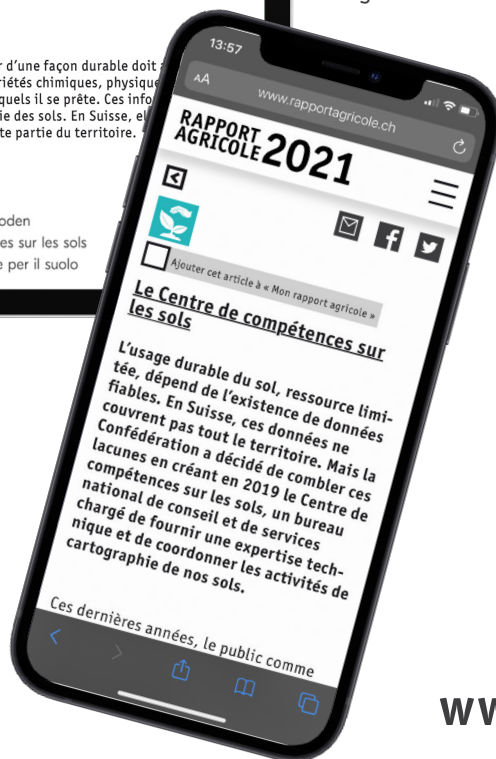 r d'une façon durable doit
riétés chimiques, physique
quels il se prête. Ces info
ie des sols. En Suisse, el
te partie du territoire.
oden
es sur les sols
e per il suolo
13:57
AA
www.rapportagricole.ch
RAPPORT
AGRICOLE 2021
Ajouter cet article à « Mon rapport agricole »
Le Centre de compétences sur
les sols
L'usage durable du sol, ressource limi-
tée, dépend de l'existence de données
fiables. En Suisse, ces données ne
couvrent pas tout le territoire. Mais la
Confédération a décidé de combler ces
lacunes en créant en 2019 le Centre de
compétences sur les sols, un bureau
national de conseil et de services
chargé de fournir une expertise tech-
nique et de coordonner les activités de
cartographie de nos sols.
Ces dernières années, le public comme
ww